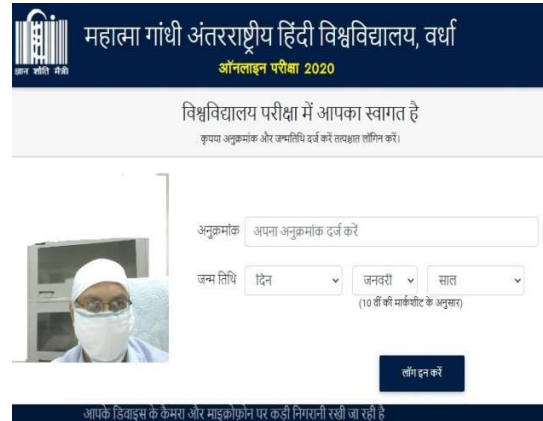 महात्मा गांधी अंतरराष्ट्रीय हिंदी विश्वविद्यालय, वर्धा
ज्ञान शांति मैत्री
ऑनलाइन परीक्षा 2020
विश्वविद्यालय परीक्षा में आपका स्वागत है
कृपया अनुक्रमांक और जन्मतिथि दर्ज करें तत्पश्चात लॉगिन करें।
अनुक्रमांक अपना अनुक्रमांक दर्ज करें
जन्म तिथि दिन जनवरी साल
(10 वीं की मार्कशीट के अनुसार)
लॉग इन करें
आपके डिवाइस के कैमरा और माइक्रोफ़ोन पर कड़ी निगरानी रखी जा रही है